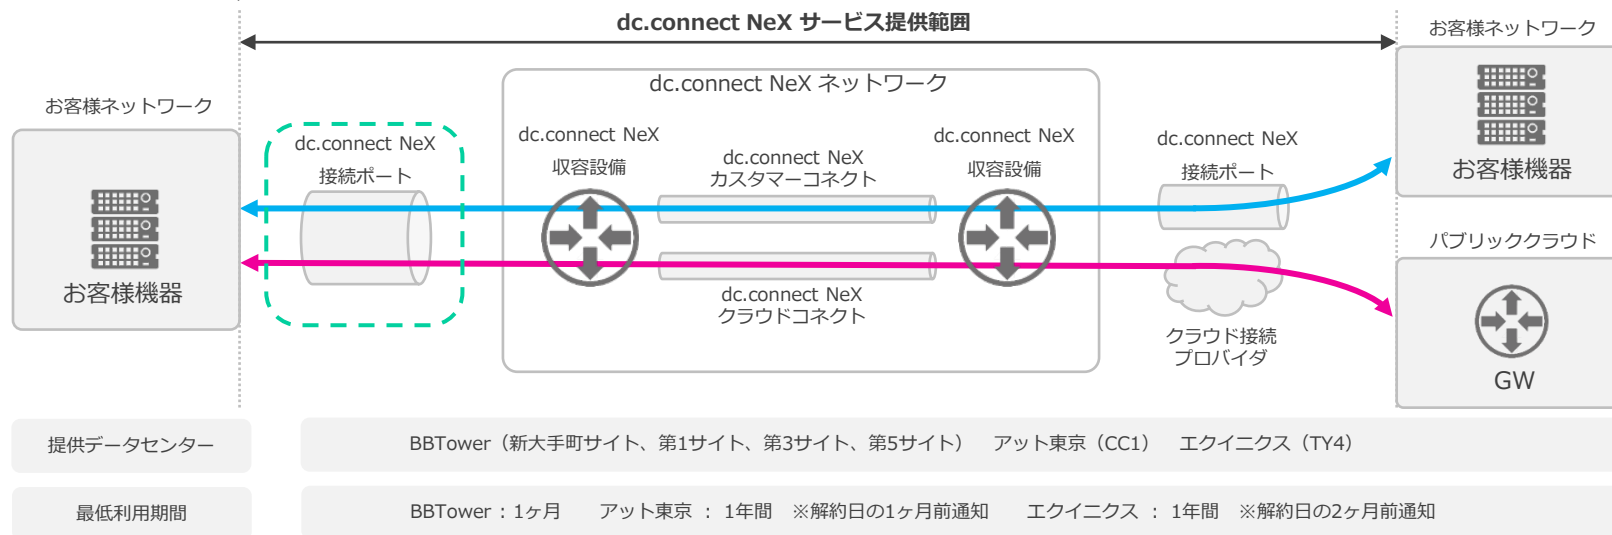 dc.connect NeX サービス提供範囲
お客様ネットワーク
お客様機器
dc.connect NeX
接続ポート
dc.connect NeX ネットワーク
dc.connect NeX
収容設備
dc.connect NeX
カスタマーコネクト
dc.connect NeX
クラウドコネクト
dc.connect NeX
収容設備
dc.connect NeX
接続ポート
クラウド接続
プロバイダ
お客様ネットワーク
お客様機器
パブリッククラウド
GW
提供データセンター
BBTower（新大手町サイト、第1サイト、第3サイト、第5サイト）　アット東京（CC1）　エクイニクス（TY4）
最低利用期間
BBTower : 1ヶ月　　アット東京 ： 1年間　※解約日の1ヶ月前通知　　エクイニクス ： 1年間　※解約日の2ヶ月前通知